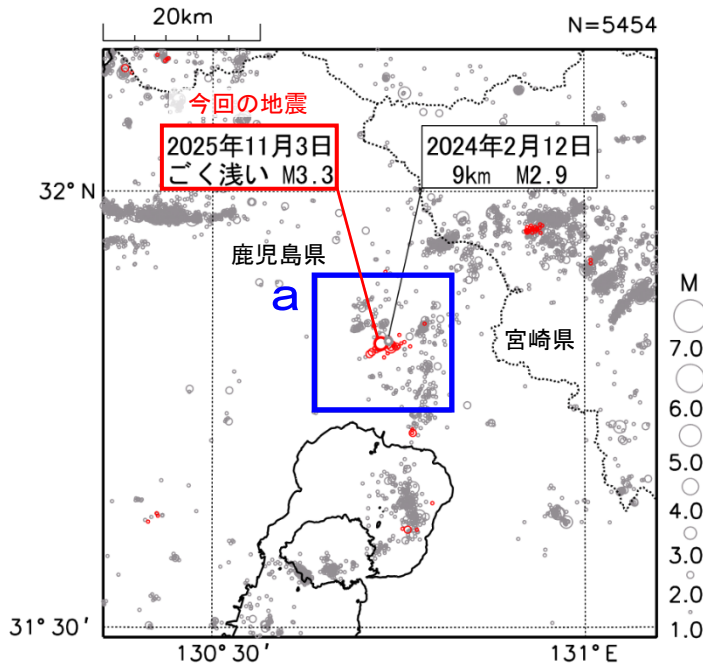 20km
N=5454
今回の地震
2025年11月3日
ごく浅い M3.3
2024年2月12日
9km M2.9
32° N
鹿児島県
a
宮崎県
M
7.0
6.0
5.0
4.0
3.0
2.0
1.0
31° 30′
130° 30′
131° E